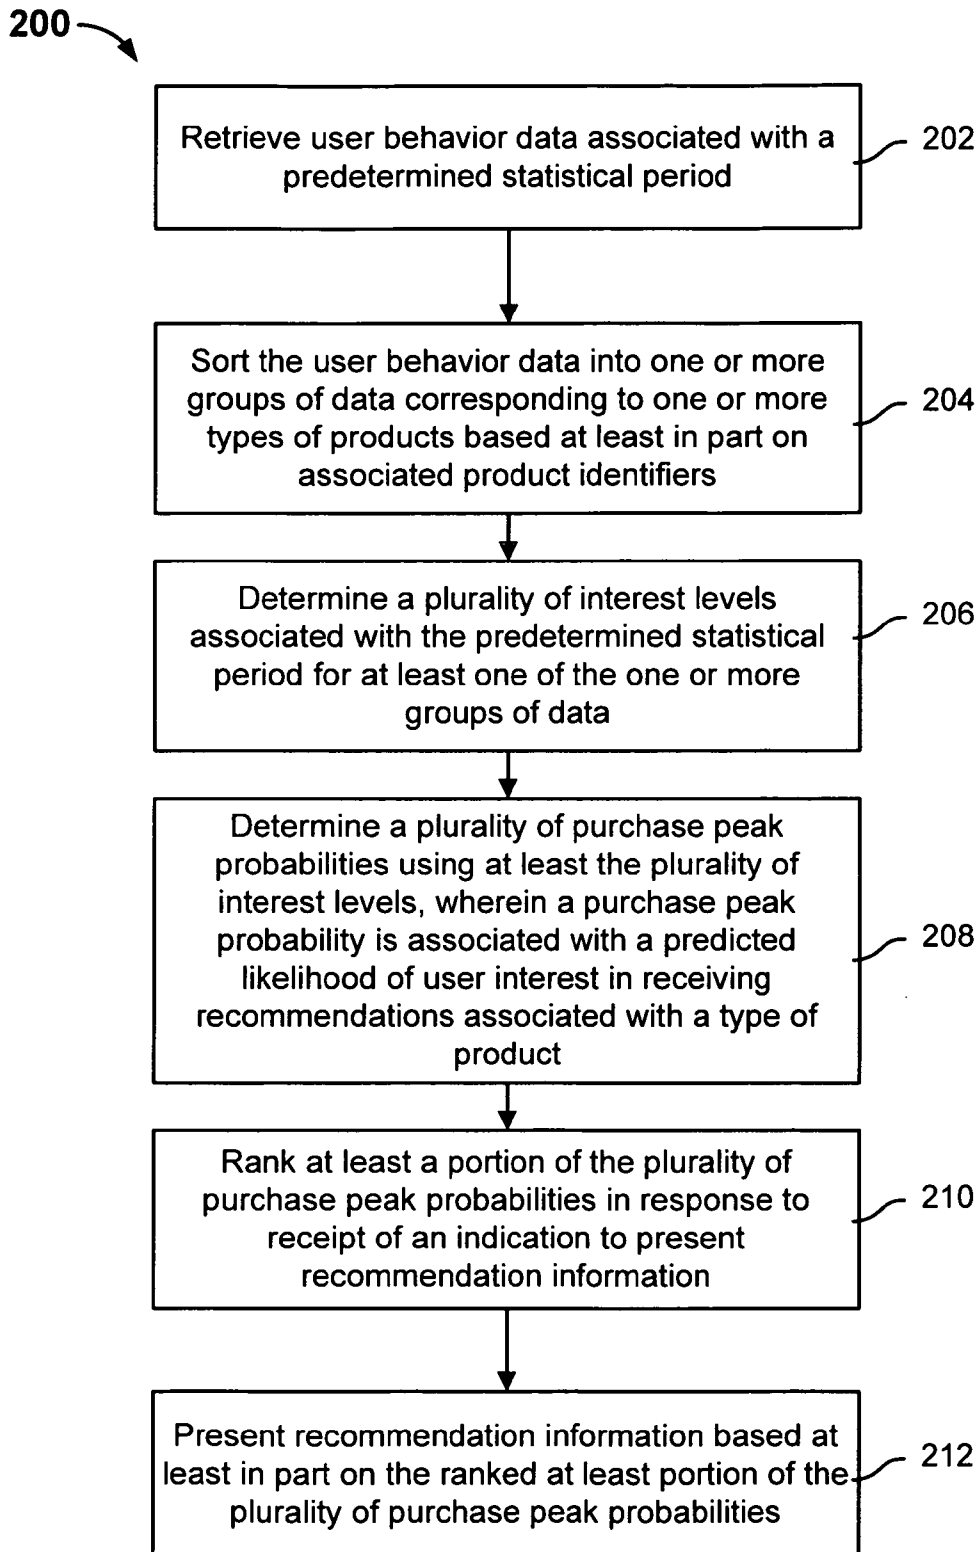 200
Retrieve user behavior data associated with a
predetermined statistical period
202
Sort the user behavior data into one or more
groups of data corresponding to one or more
types of products based at least in part on
associated product identifiers
204
Determine a plurality of interest levels
associated with the predetermined statistical
period for at least one of the one or more
groups of data
206
Determine a plurality of purchase peak
probabilities using at least the plurality of
interest levels, wherein a purchase peak
probability is associated with a predicted
likelihood of user interest in receiving
recommendations associated with a type of
product
208
Rank at least a portion of the plurality of
purchase peak probabilities in response to
receipt of an indication to present
recommendation information
210
Present recommendation information based at
least in part on the ranked at least portion of the
plurality of purchase peak probabilities
212